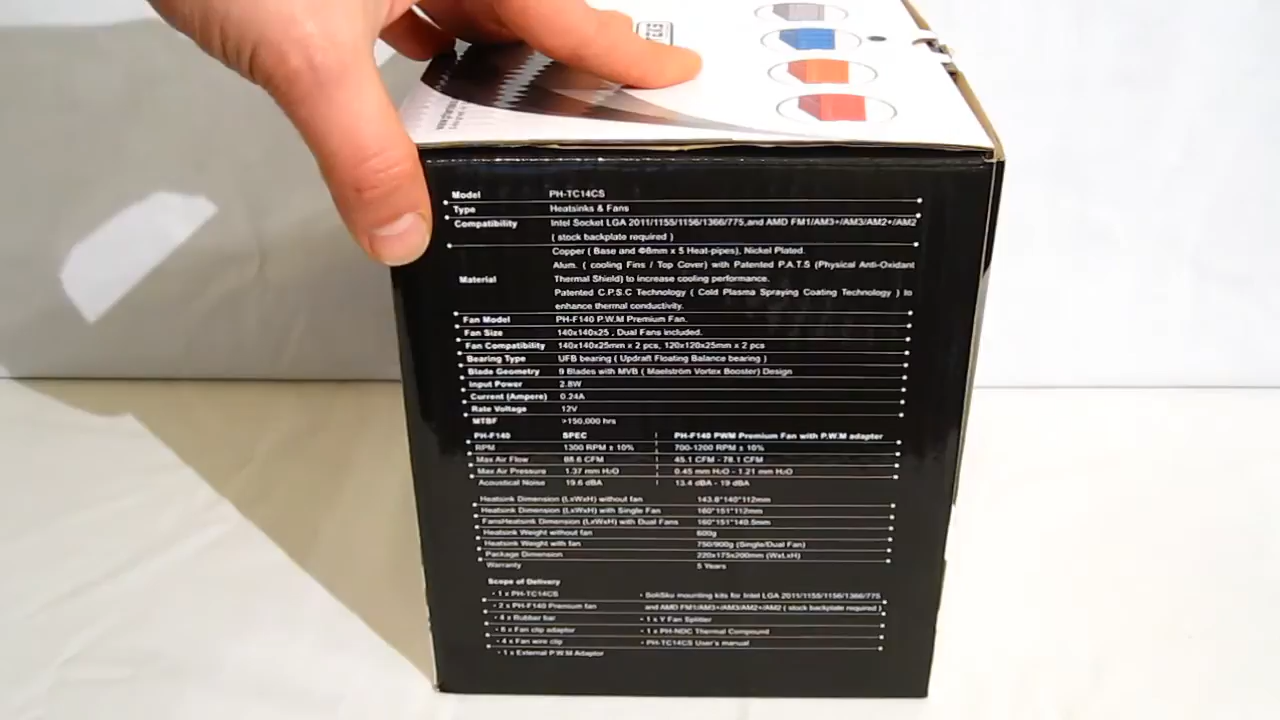 Model PH-TC14CS
Type Heatsinks & Fans
Compatibility Intel Socket LGA 2011/1155/1156/1366/775,and AMD FM1/AM3+/AM3/AM2+/AM2
( stock backplate required )
Copper ( Base and Φ8mm x 5 Heat-pipes), Nickel Plated.
Alum. ( cooling Fins / Top Cover) with Patented P.A.T.S (Physical Anti-Oxidant
Material Thermal Shield) to increase cooling performance.
Patented C.P.S.C Technology ( Cold Plasma Spraying Coating Technology ) to
enhance thermal conductivity.
Fan Model PH-F140 P.W.M Premium Fan.
Fan Size 140x140x25 , Dual Fans included.
Fan Compatibility 140x140x25mm x 2 pcs, 120x120x25mm x 2 pcs
Bearing Type UFB bearing ( Updraft Floating Balance bearing )
Blade Geometry 9 Blades with MVB ( Maelström Vortex Booster) Design
Input Power 2.8W
Current (Ampere) 0.24A
Rate Voltage 12V
MTBF >150,000 hrs
PH-F140 SPEC PH-F140 PWM Premium Fan with P.W.M adapter
RPM 1300 RPM ± 10% 700-1200 RPM ± 10%
Max Air Flow 88.6 CFM 45.1 CFM - 78.1 CFM
Max Air Pressure 1.37 mm H2O 0.45 mm H2O - 1.21 mm H2O
Acoustical Noise 19.6 dBA 13.4 dBA - 19 dBA
Heatsink Dimension (LxWxH) without fan 143.8*140*112mm
Heatsink Dimension (LxWxH) with Single Fan 160*151*112mm
FansHeatsink Dimension (LxWxH) with Dual Fans 160*151*140.5mm
Heatsink Weight without fan 600g
Heatsink Weight with fan 750/900g (Single/Dual Fan)
Package Dimension 220x175x200mm (WxLxH)
Warranty 5 Years
Scope of Delivery
· 1 x PH-TC14CS · SoliSku mounting kits for Intel LGA 2011/1155/1156/1366/775
· 2 x PH-F140 Premium fan and AMD FM1/AM3+/AM3/AM2+/AM2 ( stock backplate required )
· 4 x Rubber bar · 1 x Y Fan Splitter
· 6 x Fan clip adaptor · 1 x PH-NDC Thermal Compound
· 4 x Fan wire clip · PH-TC14CS User's manual
· 1 x External P.W.M Adaptor